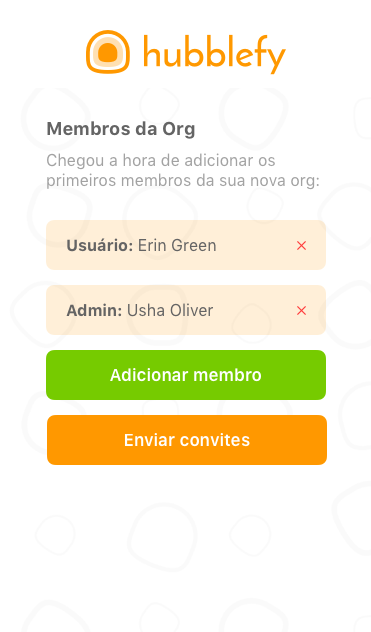 hubblefy
Membros da Org
Chegou a hora de adicionar os
primeiros membros da sua nova org:
Usuário: Erin Green
Admin: Usha Oliver
Adicionar membro
Enviar convites